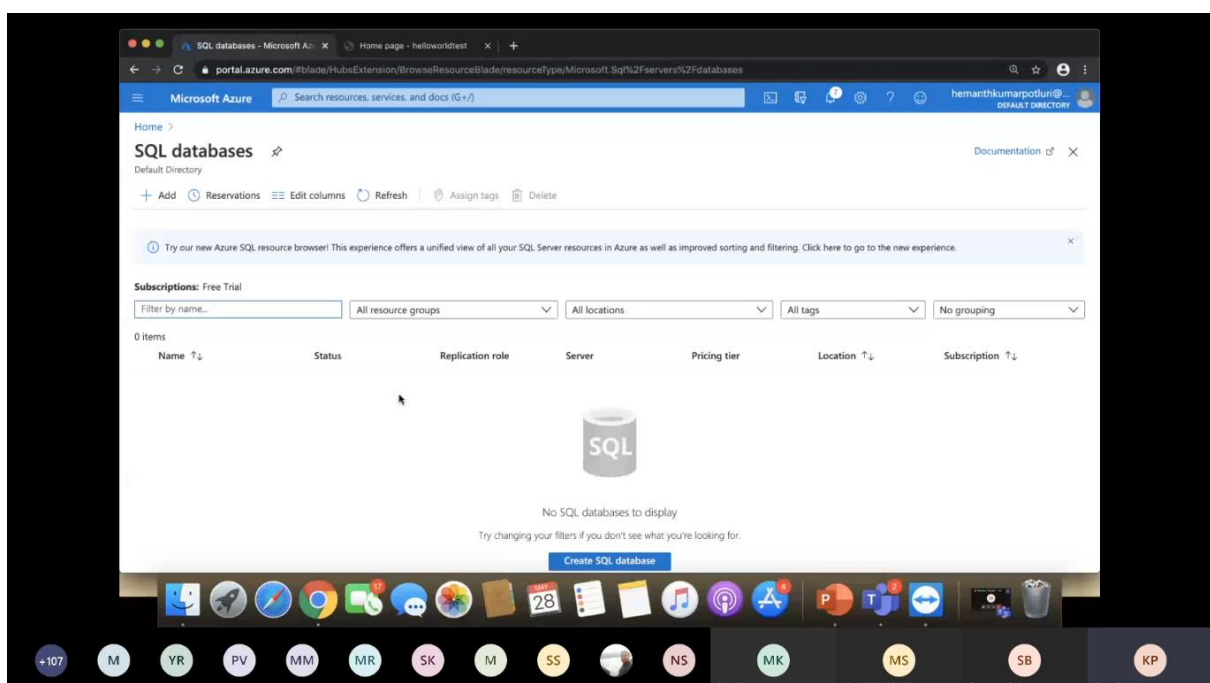 SQL databases - Microsoft Az
Home page - helloworldtest
portal.azure.com/#blade/HubsExtension/BrowseResourceBlade/resourceType/Microsoft.Sql%2Fservers%2Fdatabases
Microsoft Azure
Search resources, services, and docs (G+/)
hemanthkumarpotluri@...
DEFAULT DIRECTORY
Home >
SQL databases
Documentation
Default Directory
Add Reservations Edit columns Refresh Assign tags Delete
Try our new Azure SQL resource browser! This experience offers a unified view of all your SQL Server resources in Azure as well as improved sorting and filtering. Click here to go to the new experience.
Subscriptions: Free Trial
Filter by name... All resource groups All locations All tags No grouping
0 items
Name Status Replication role Server Pricing tier Location Subscription
SQL
No SQL databases to display
Try changing your filters if you don't see what you're looking for.
Create SQL database
17 MAY 28 4 P T 2
+107 M YR PV MM MR SK M SS NS MK MS SB KP